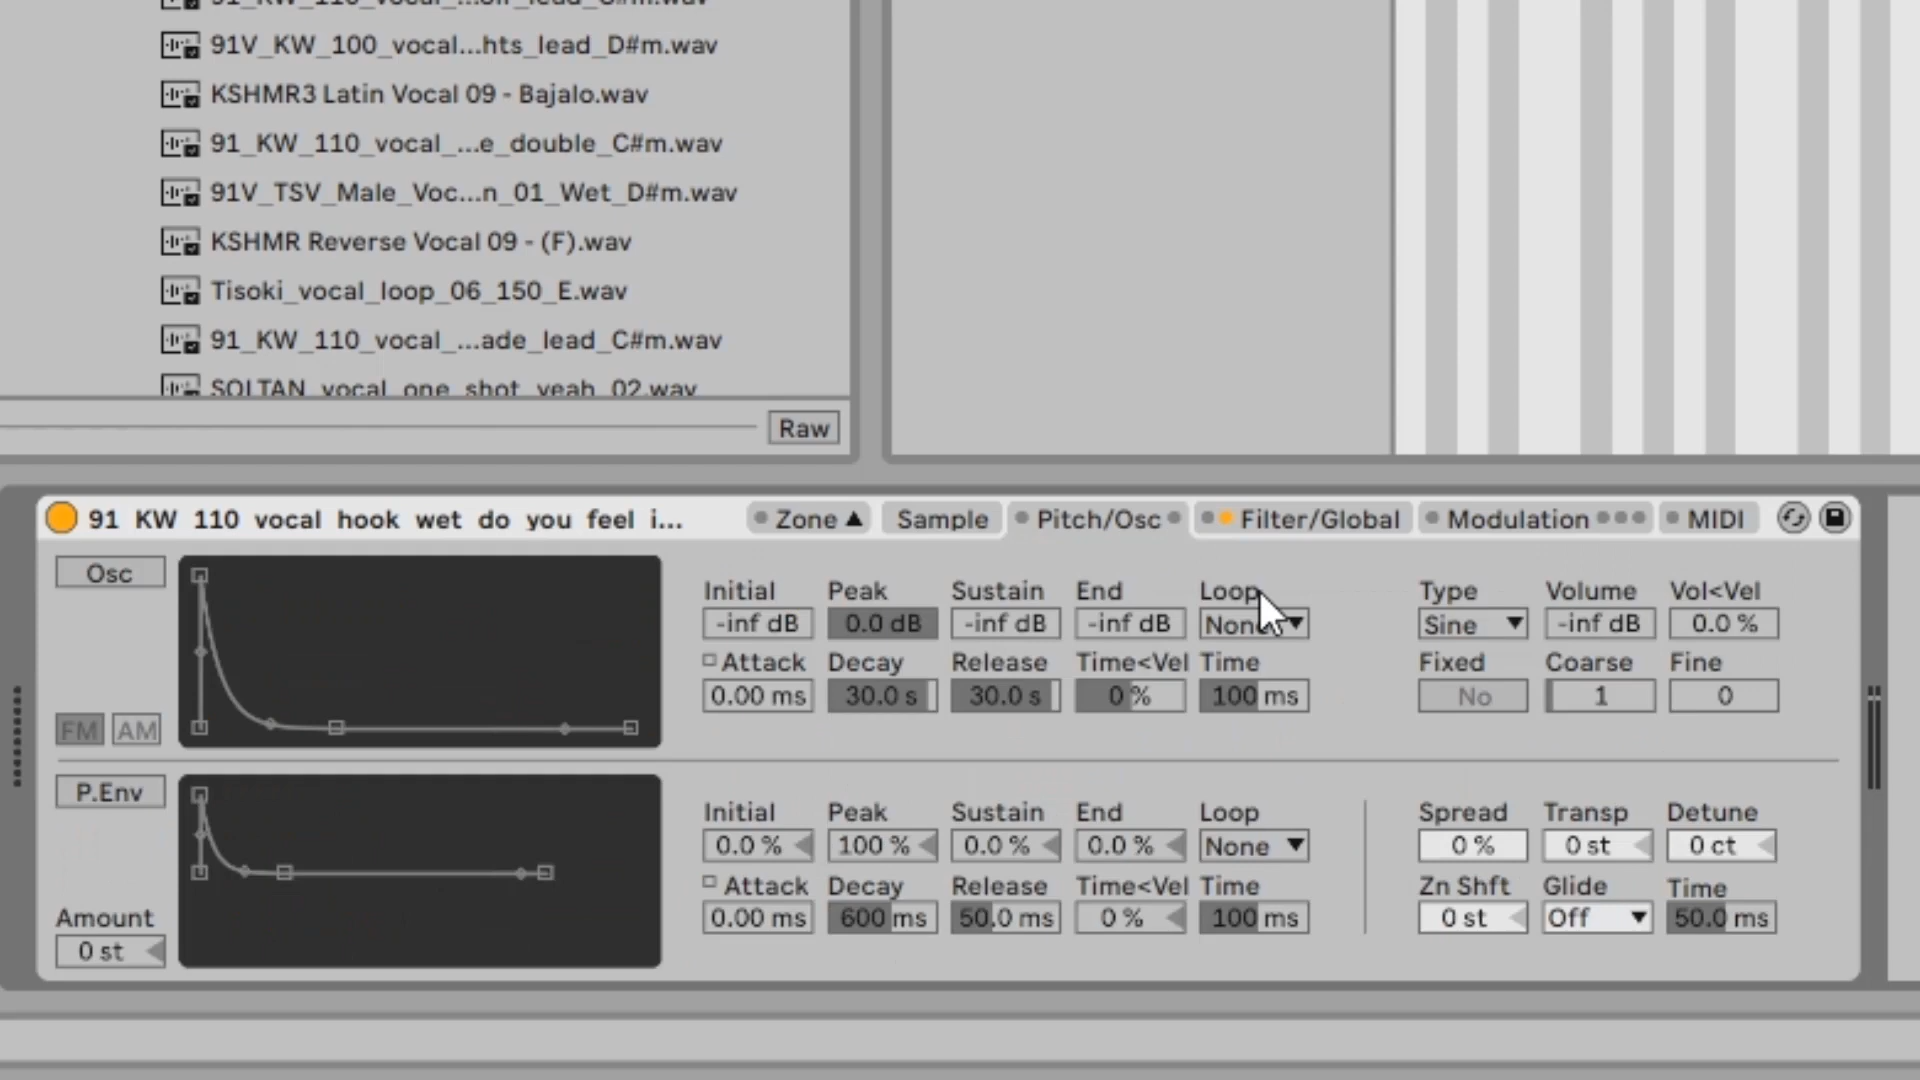 91V_KW_100_vocal...hts_lead_D#m.wav
KSHMR3 Latin Vocal 09 - Bajalo.wav
91_KW_110_vocal_...e_double_C#m.wav
91V_TSV_Male_Voc...n_01_Wet_D#m.wav
KSHMR Reverse Vocal 09 - (F).wav
Tisoki_vocal_loop_06_150_E.wav
91_KW_110_vocal_...ade_lead_C#m.wav
SOLTAN_vocal_one_shot_yeah_02.wav
Raw
91 KW 110 vocal hook wet do you feel i... Zone Sample Pitch/Osc Filter/Global Modulation MIDI
Osc
FM AM
Initial Peak Sustain End Loop Type Volume Vol<Vel
-inf dB 0.0 dB -inf dB -inf dB None Sine -inf dB 0.0 %
Attack Decay Release Time<Vel Time Fixed Coarse Fine
0.00 ms 30.0 s 30.0 s 0 % 100 ms No 1 0
P.Env
Amount
0 st
Initial Peak Sustain End Loop Spread Transp Detune
0.0 % 100 % 0.0 % 0.0 % None 0 % 0 st 0 ct
Attack Decay Release Time<Vel Time Zn Shft Glide Time
0.00 ms 600 ms 50.0 ms 0 % 100 ms 0 st Off 50.0 ms